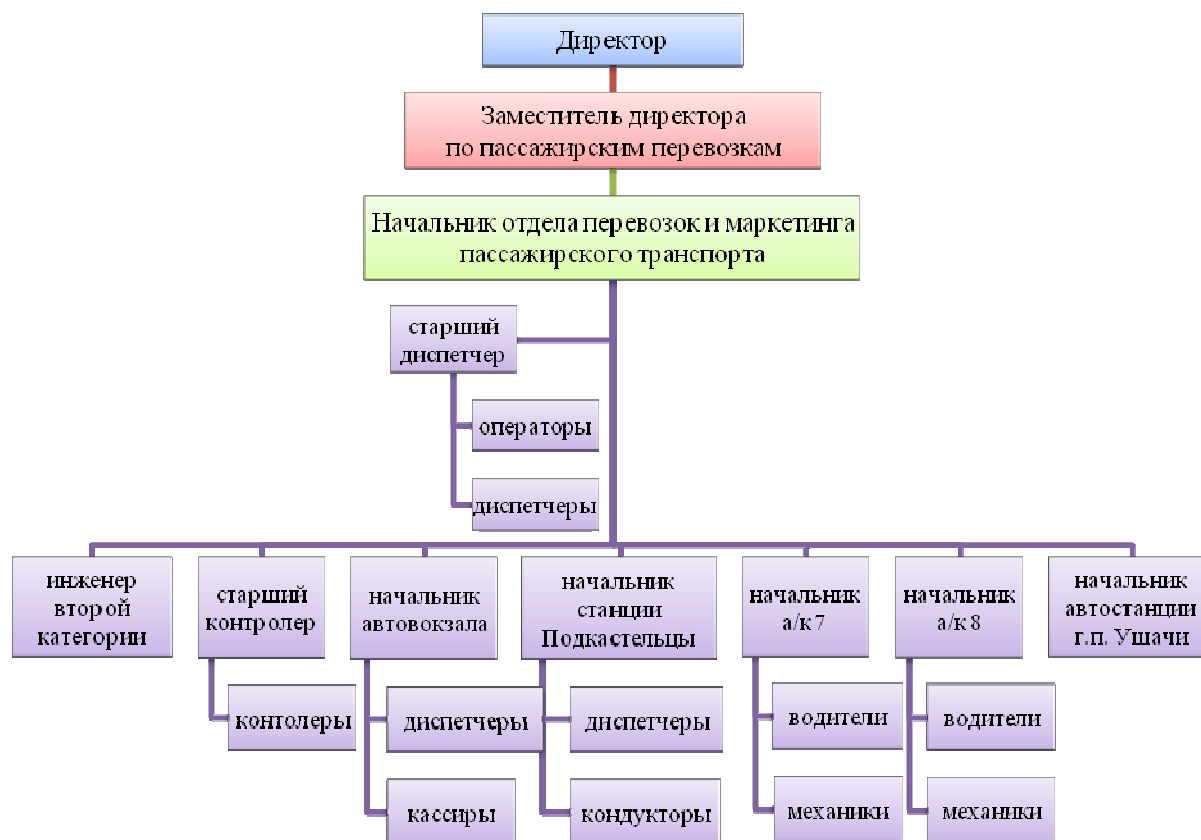 Директор
Заместитель директора
по пассажирским перевозкам
Начальник отдела перевозок и маркетинга
пассажирского транспорта
старший
диспетчер
операторы
диспетчеры
инженер
второй
категории
старший
контролер
начальник
автовокзала
начальник
станции
Подкастельцы
начальник
а/к 7
начальник
а/к 8
начальник
автостанции
г.п. Ушачи
контолеры
диспетчеры
диспетчеры
водители
водители
кассиры
кондукторы
механики
механики